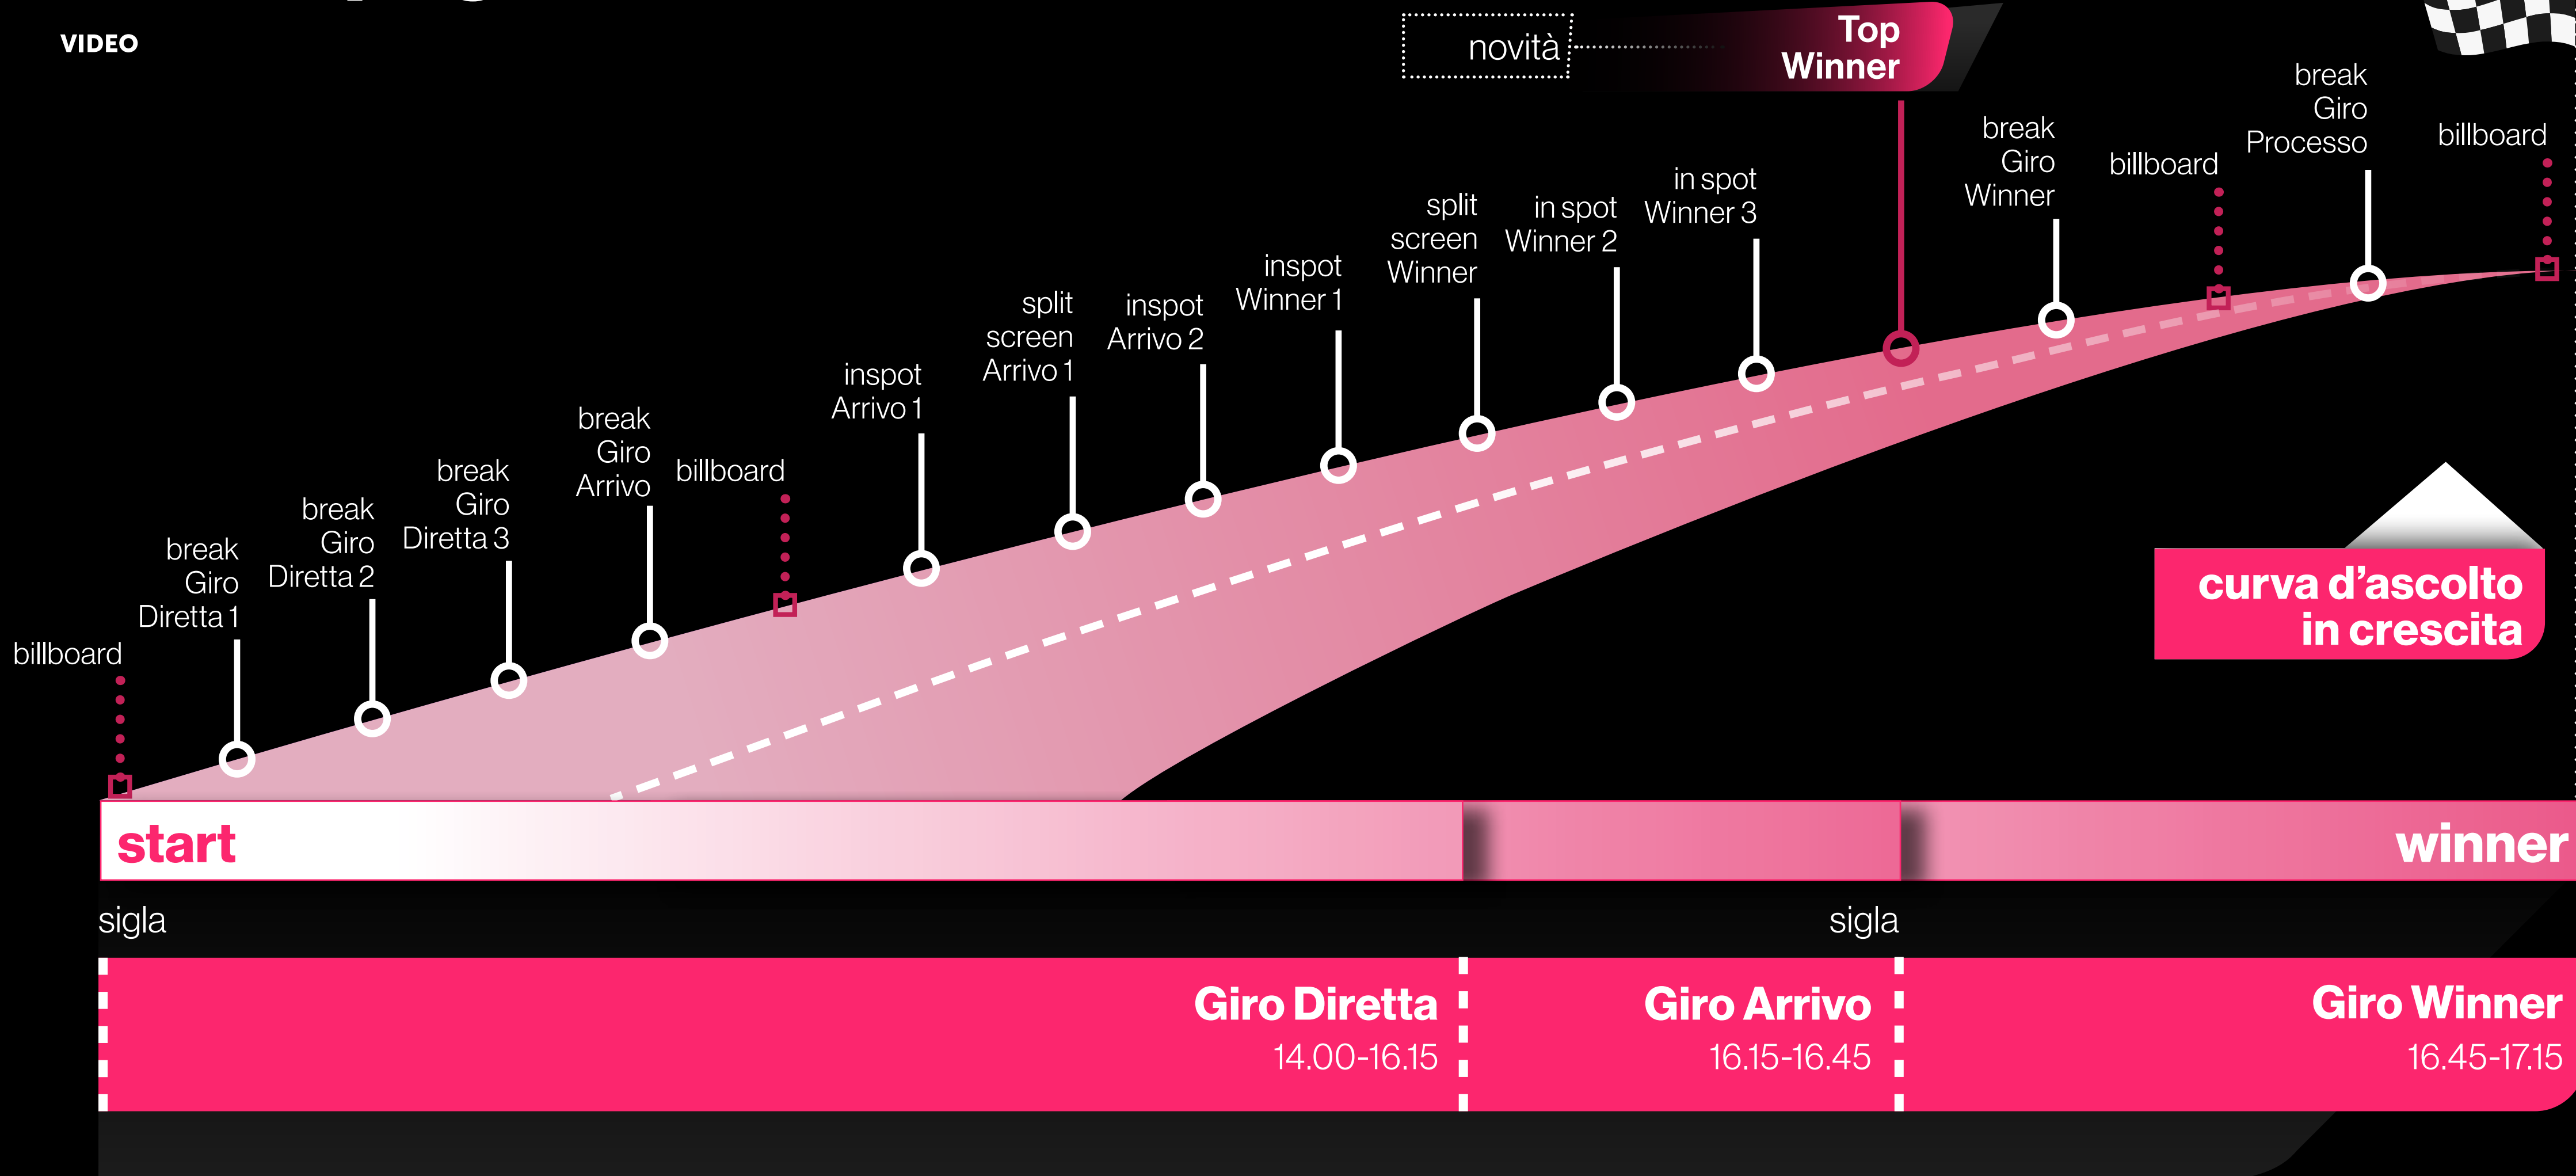 VIDEO
novità
Top
Winner
billboard
break
Giro
Diretta 1
break
Giro
Diretta 2
break
Giro
Diretta 3
break
Giro
Arrivo
billboard
inspot
Arrivo 1
split
screen
Arrivo 1
inspot
Arrivo 2
inspot
Winner 1
split
screen
Winner
in spot
Winner 2
in spot
Winner 3
break
Giro
Winner
billboard
break
Giro
Processo
billboard
curva d’ascolto
in crescita
start
winner
sigla
sigla
Giro Diretta
14.00-16.15
Giro Arrivo
16.15-16.45
Giro Winner
16.45-17.15